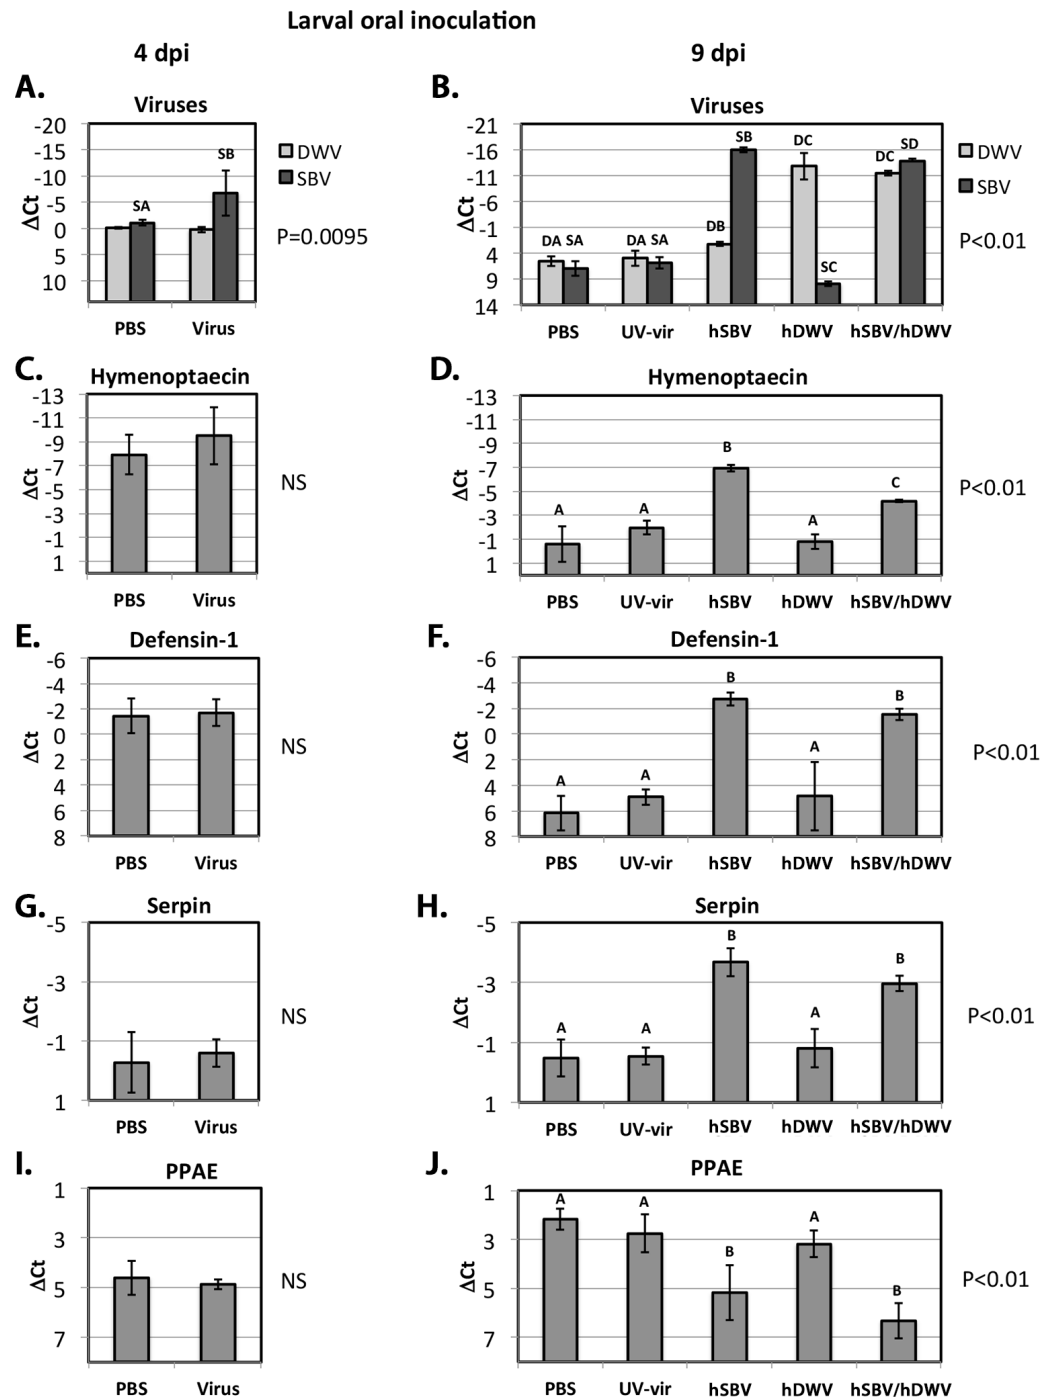 Larval oral inoculation
4 dpi
9 dpi
A.
Viruses
-20
-15
-10
-5
0
5
10
ΔCt
SA
SB
PBS
Virus
DWV
SBV
P=0.0095
B.
Viruses
-21
-16
-11
-6
-1
4
9
14
ΔCt
DA SA
DA SA
DB
SB
DC
SC
DC
SD
PBS
UV-vir
hSBV
hDWV
hSBV/hDWV
DWV
SBV
P<0.01
C.
Hymenoptaecin
-13
-11
-9
-7
-5
-3
-1
1
ΔCt
PBS
Virus
NS
D.
Hymenoptaecin
-13
-11
-9
-7
-5
-3
-1
1
ΔCt
A
A
B
A
C
PBS
UV-vir
hSBV
hDWV
hSBV/hDWV
P<0.01
E.
Defensin-1
-6
-4
-2
0
2
4
6
8
ΔCt
PBS
Virus
NS
F.
Defensin-1
-6
-4
-2
0
2
4
6
8
ΔCt
A
A
B
A
B
PBS
UV-vir
hSBV
hDWV
hSBV/hDWV
P<0.01
G.
Serpin
-5
-3
-1
1
ΔCt
PBS
Virus
NS
H.
Serpin
-5
-3
-1
1
ΔCt
A
A
B
A
B
PBS
UV-vir
hSBV
hDWV
hSBV/hDWV
P<0.01
I.
PPAE
1
3
5
7
ΔCt
PBS
Virus
NS
J.
PPAE
1
3
5
7
ΔCt
A
A
B
A
B
PBS
UV-vir
hSBV
hDWV
hSBV/hDWV
P<0.01